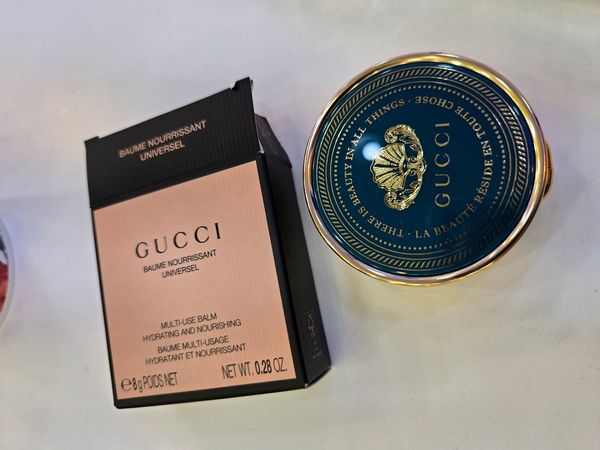 BAUME NOURRISSANT
UNIVERSEL
GUCCI
BAUME NOURRISSANT
UNIVERSEL
MULTI-USE BALM
HYDRATING AND NOURISHING
BAUME MULTI-USAGE
HYDRATANT ET NOURRISSANT
℮ 8 g POIDS NET
NET WT. 0.28 OZ.
THERE IS BEAUTY IN ALL THINGS · LA BEAUTÉ RÉSIDE EN TOUTE CHOSE ·
GUCCI